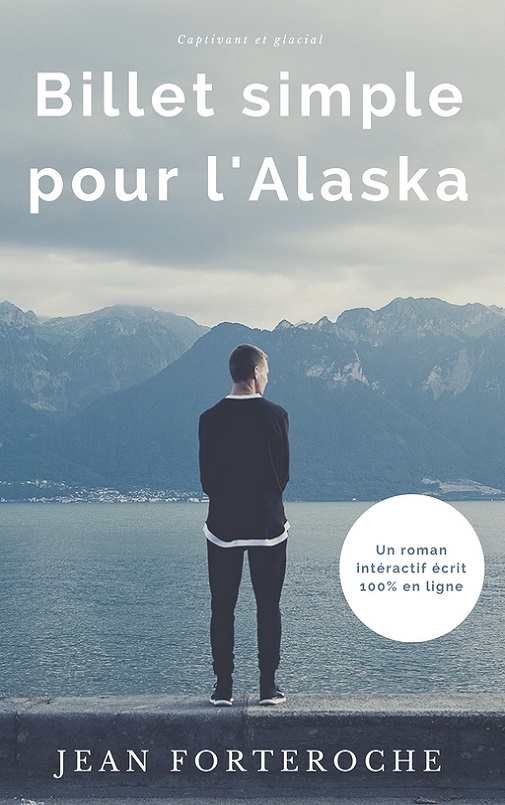 Captivant et glacial
Billet simple
pour l'Alaska
Un roman
intéractif écrit
100% en ligne
JEAN FORTEROCHE